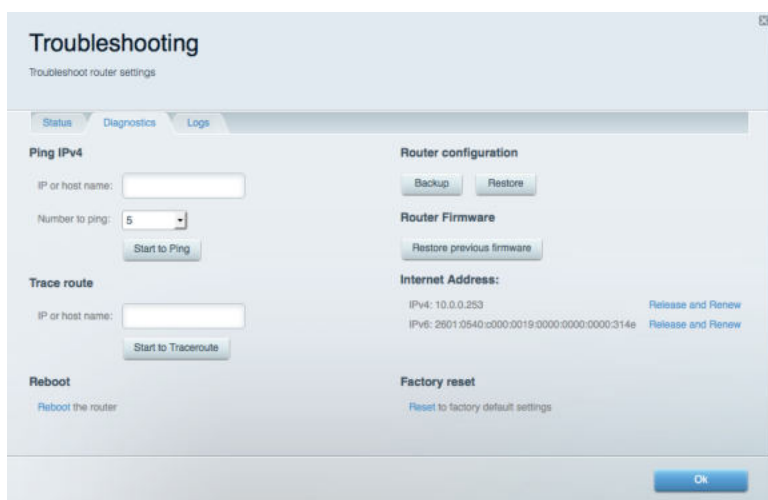 Troubleshooting
Troubleshoot router settings
Status
Diagnostics
Logs
Ping IPv4
IP or host name:
Number to ping:
5
Start to Ping
Trace route
IP or host name:
Start to Traceroute
Reboot
Reboot the router
Router configuration
Backup
Restore
Router Firmware
Restore previous firmware
Internet Address:
IPv4: 10.0.0.253 Release and Renew
IPv6: 2601:0540:c000:0019:0000:0000:0000:314e Release and Renew
Factory reset
Reset to factory default settings
Ok